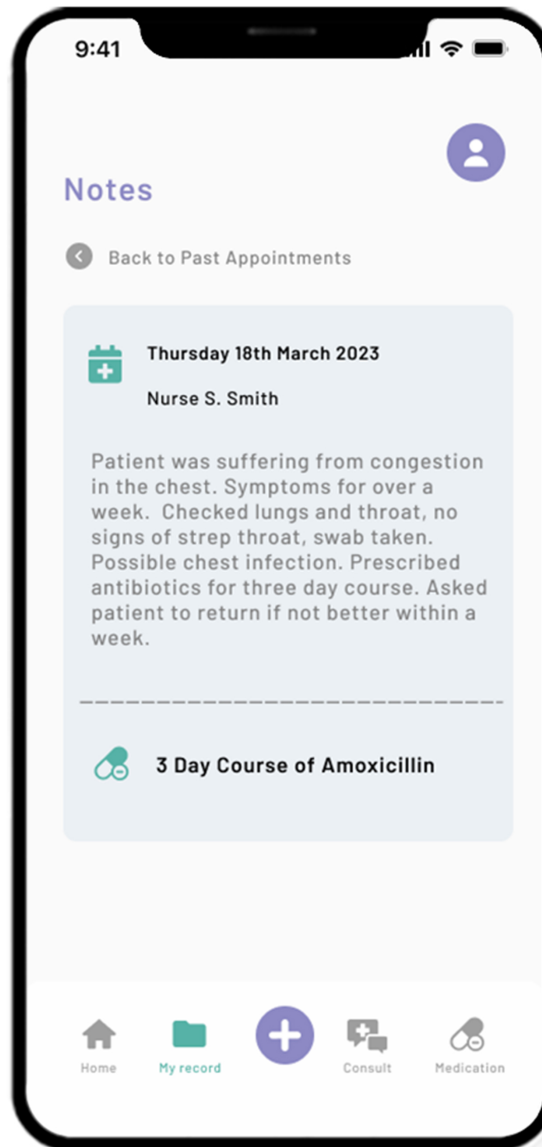 9:41
Notes
Back to Past Appointments
Thursday 18th March 2023
Nurse S. Smith
Patient was suffering from congestion
in the chest. Symptoms for over a
week.  Checked lungs and throat, no
signs of strep throat, swab taken.
Possible chest infection. Prescribed
antibiotics for three day course. Asked
patient to return if not better within a
week.
3 Day Course of Amoxicillin
Home
My record
Consult
Medication